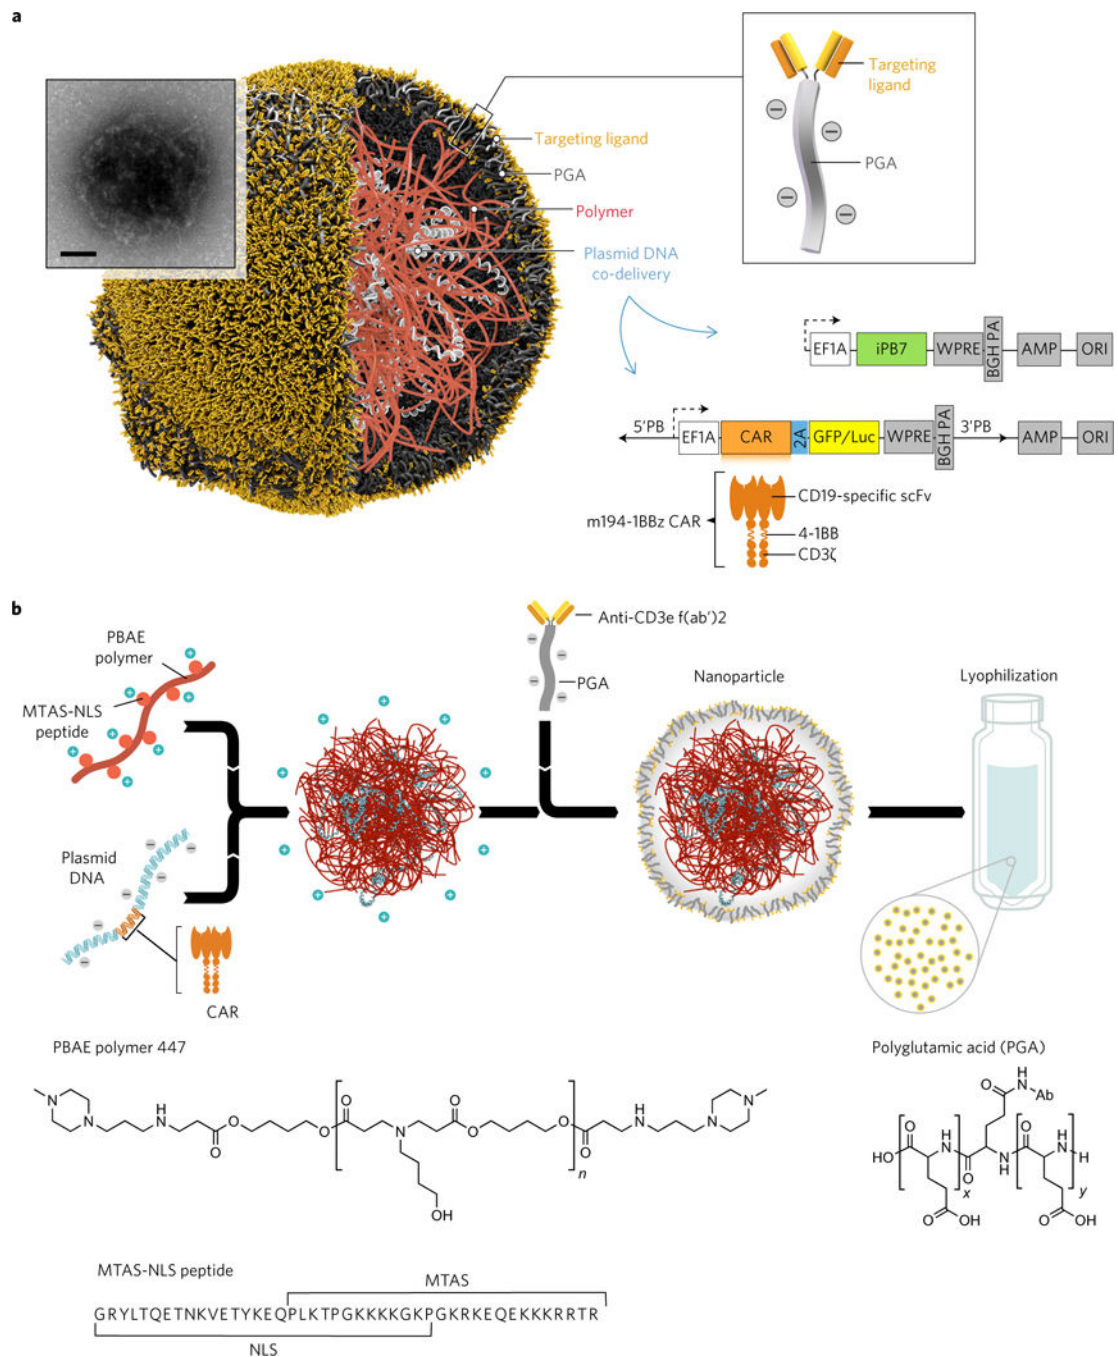 a
Targeting
ligand
Targeting ligand
PGA
PGA
Polymer
Plasmid DNA
co-delivery
EF1A
iPB7
WPRE
BGH PA
AMP
ORI
5'PB
EF1A
CAR
2A
GFP/Luc
WPRE
BGH PA
3'PB
AMP
ORI
CD19-specific scFv
m194-1BBz CAR
4-1BB
CD3ζ
b
PBAE
polymer
Anti-CD3e f(ab')2
MTAS-NLS
peptide
PGA
Nanoparticle
Lyophilization
Plasmid
DNA
CAR
PBAE polymer 447
Polyglutamic acid (PGA)
N
N
H
N
O
O
O
O
N
O
O
O
O
n
OH
O
H
N
N
N
O
H
N
Ab
HO
O
H
N
x
O
N
H
O
H
N
H
y
O
OH
O
OH
MTAS-NLS peptide
MTAS
GRYLTQETNKVETYKEQPLKTPGKKKKGKPGKRKEQEKKKRRTR
NLS